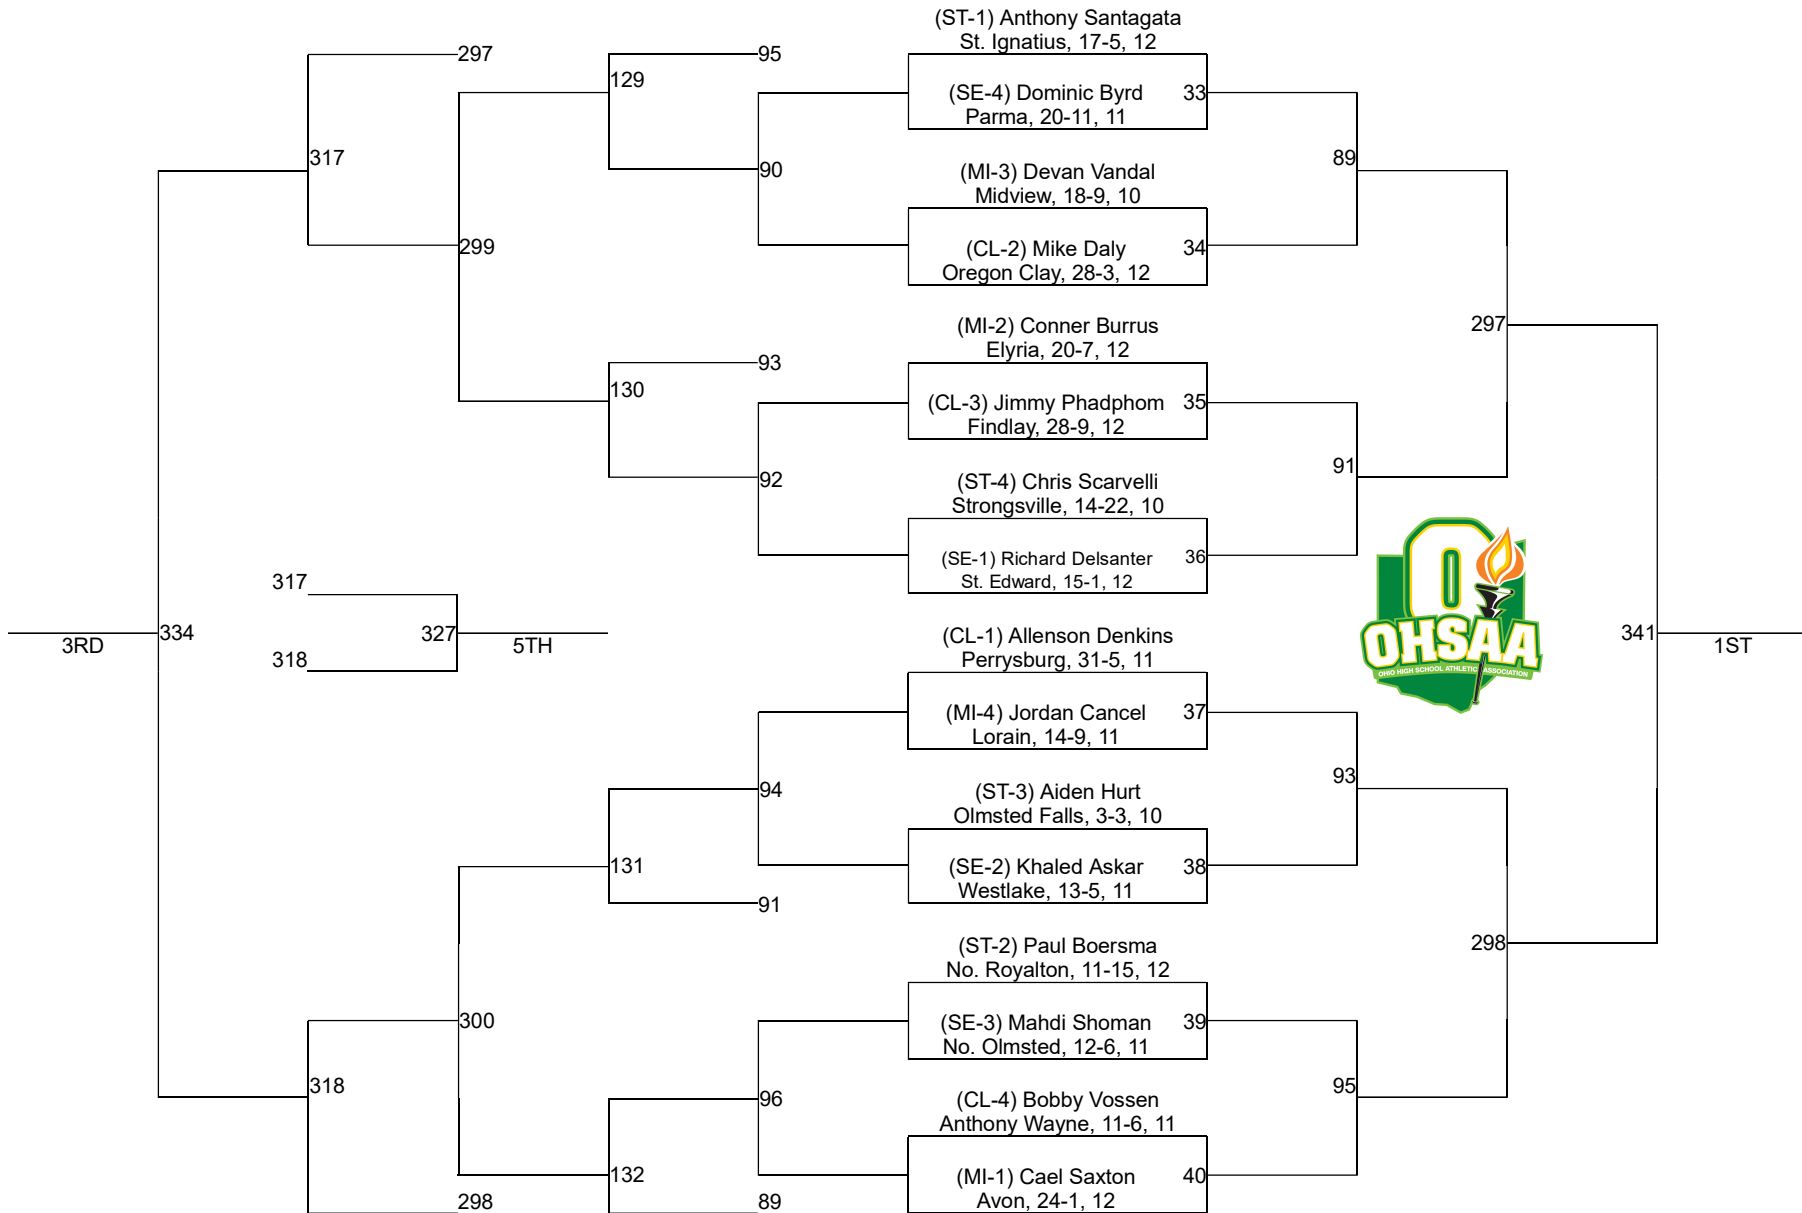 (ST-1) Anthony Santagata
St. Ignatius, 17-5, 12
297
95
129
(SE-4) Dominic Byrd
33
Parma, 20-11, 11
317
90
(MI-3) Devan Vandal
89
Midview, 18-9, 10
299
(CL-2) Mike Daly
34
Oregon Clay, 28-3, 12
(MI-2) Conner Burrus
297
Elyria, 20-7, 12
93
130
(CL-3) Jimmy Phadphom
35
Findlay, 28-9, 12
92
(ST-4) Chris Scarvelli
91
Strongsville, 14-22, 10
(SE-1) Richard Delsanter
36
St. Edward, 15-1, 12
317
334
3RD
327
5TH
318
(CL-1) Allenson Denkins
Perrysburg, 31-5, 11
O
OHSAA
OHIO HIGH SCHOOL ATHLETIC ASSOCIATION
341
1ST
(MI-4) Jordan Cancel
37
Lorain, 14-9, 11
94
(ST-3) Aiden Hurt
93
Olmsted Falls, 3-3, 10
131
(SE-2) Khaled Askar
38
Westlake, 13-5, 11
91
(ST-2) Paul Boersma
298
No. Royalton, 11-15, 12
300
(SE-3) Mahdi Shoman
39
No. Olmsted, 12-6, 11
318
96
(CL-4) Bobby Vossen
95
Anthony Wayne, 11-6, 11
132
(MI-1) Cael Saxton
40
Avon, 24-1, 12
298
89